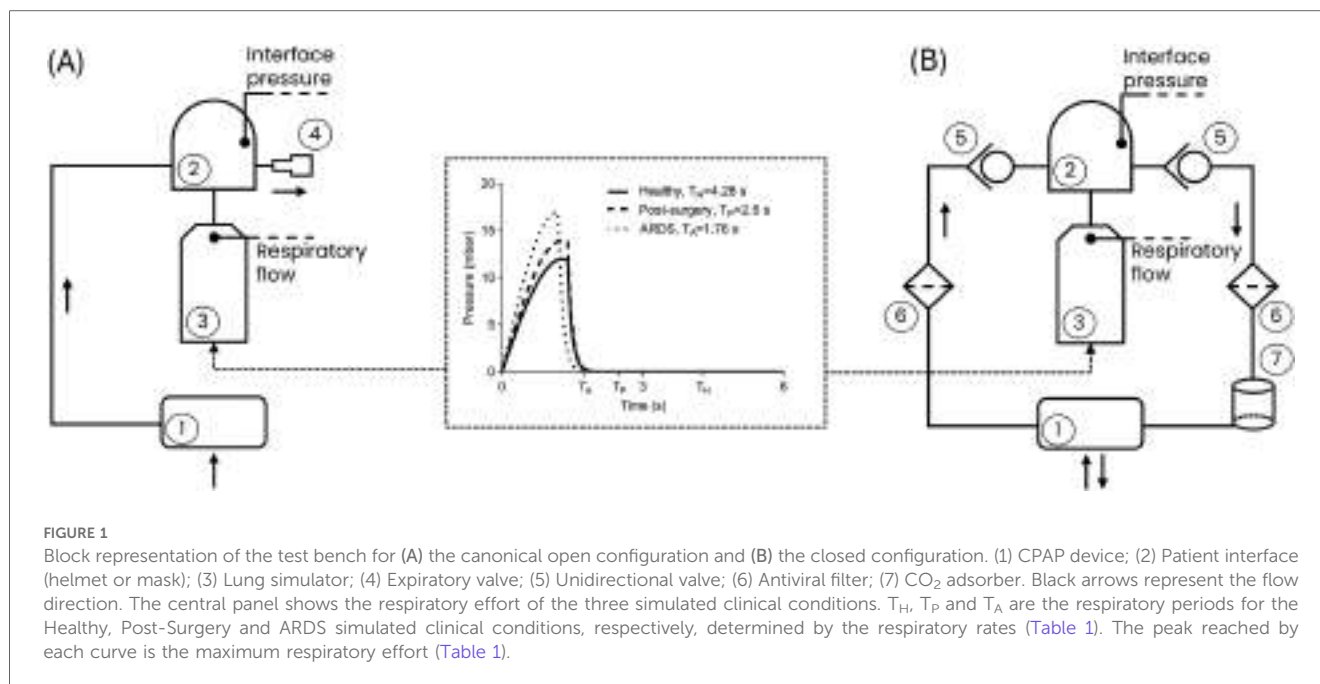 (A)
Interface
pressure
4
2
Respiratory
flow
3
1
Pressure (mbar)
20
15
10
5
0
Healthy, T_H=4.28 s
Post-surgery, T_P=2.5 s
ARDS, T_A=1.76 s
0 T_A T_P 3 T_H 6
Time (s)
(B)
Interface
pressure
5
5
2
Respiratory
flow
6
3
6
7
1
FIGURE 1
Block representation of the test bench for (A) the canonical open configuration and (B) the closed configuration. (1) CPAP device; (2) Patient interface
(helmet or mask); (3) Lung simulator; (4) Expiratory valve; (5) Unidirectional valve; (6) Antiviral filter; (7) CO₂ adsorber. Black arrows represent the flow
direction. The central panel shows the respiratory effort of the three simulated clinical conditions. T_H, T_P and T_A are the respiratory periods for the
Healthy, Post-Surgery and ARDS simulated clinical conditions, respectively, determined by the respiratory rates (Table 1). The peak reached by
each curve is the maximum respiratory effort (Table 1).